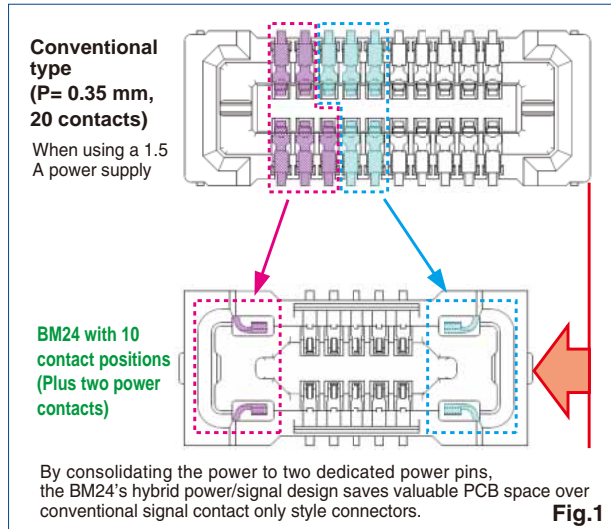 Conventional
type
(P= 0.35 mm,
20 contacts)
When using a 1.5
A power supply
BM24 with 10
contact positions
(Plus two power
contacts)
By consolidating the power to two dedicated power pins,
the BM24's hybrid power/signal design saves valuable PCB space over
conventional signal contact only style connectors.
Fig.1